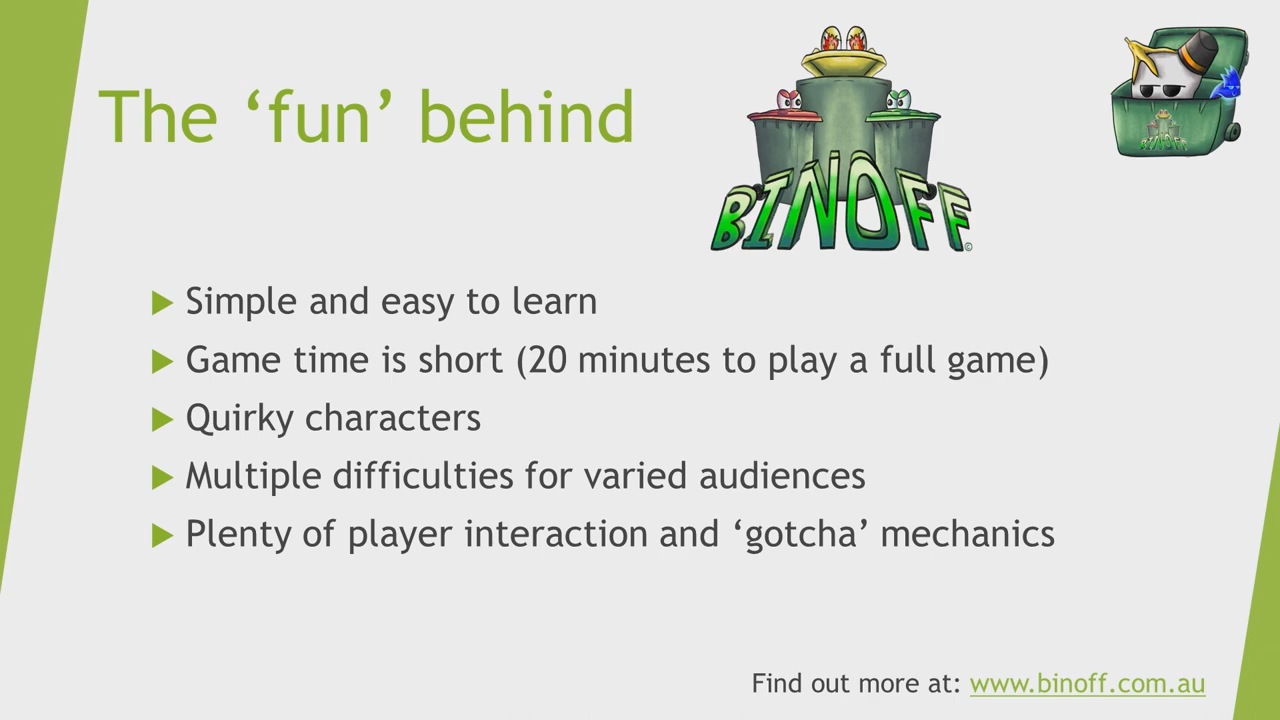 The ‘fun’ behind
BINOFF
©
Simple and easy to learn
Game time is short (20 minutes to play a full game)
Quirky characters
Multiple difficulties for varied audiences
Plenty of player interaction and ‘gotcha’ mechanics
Find out more at: www.binoff.com.au